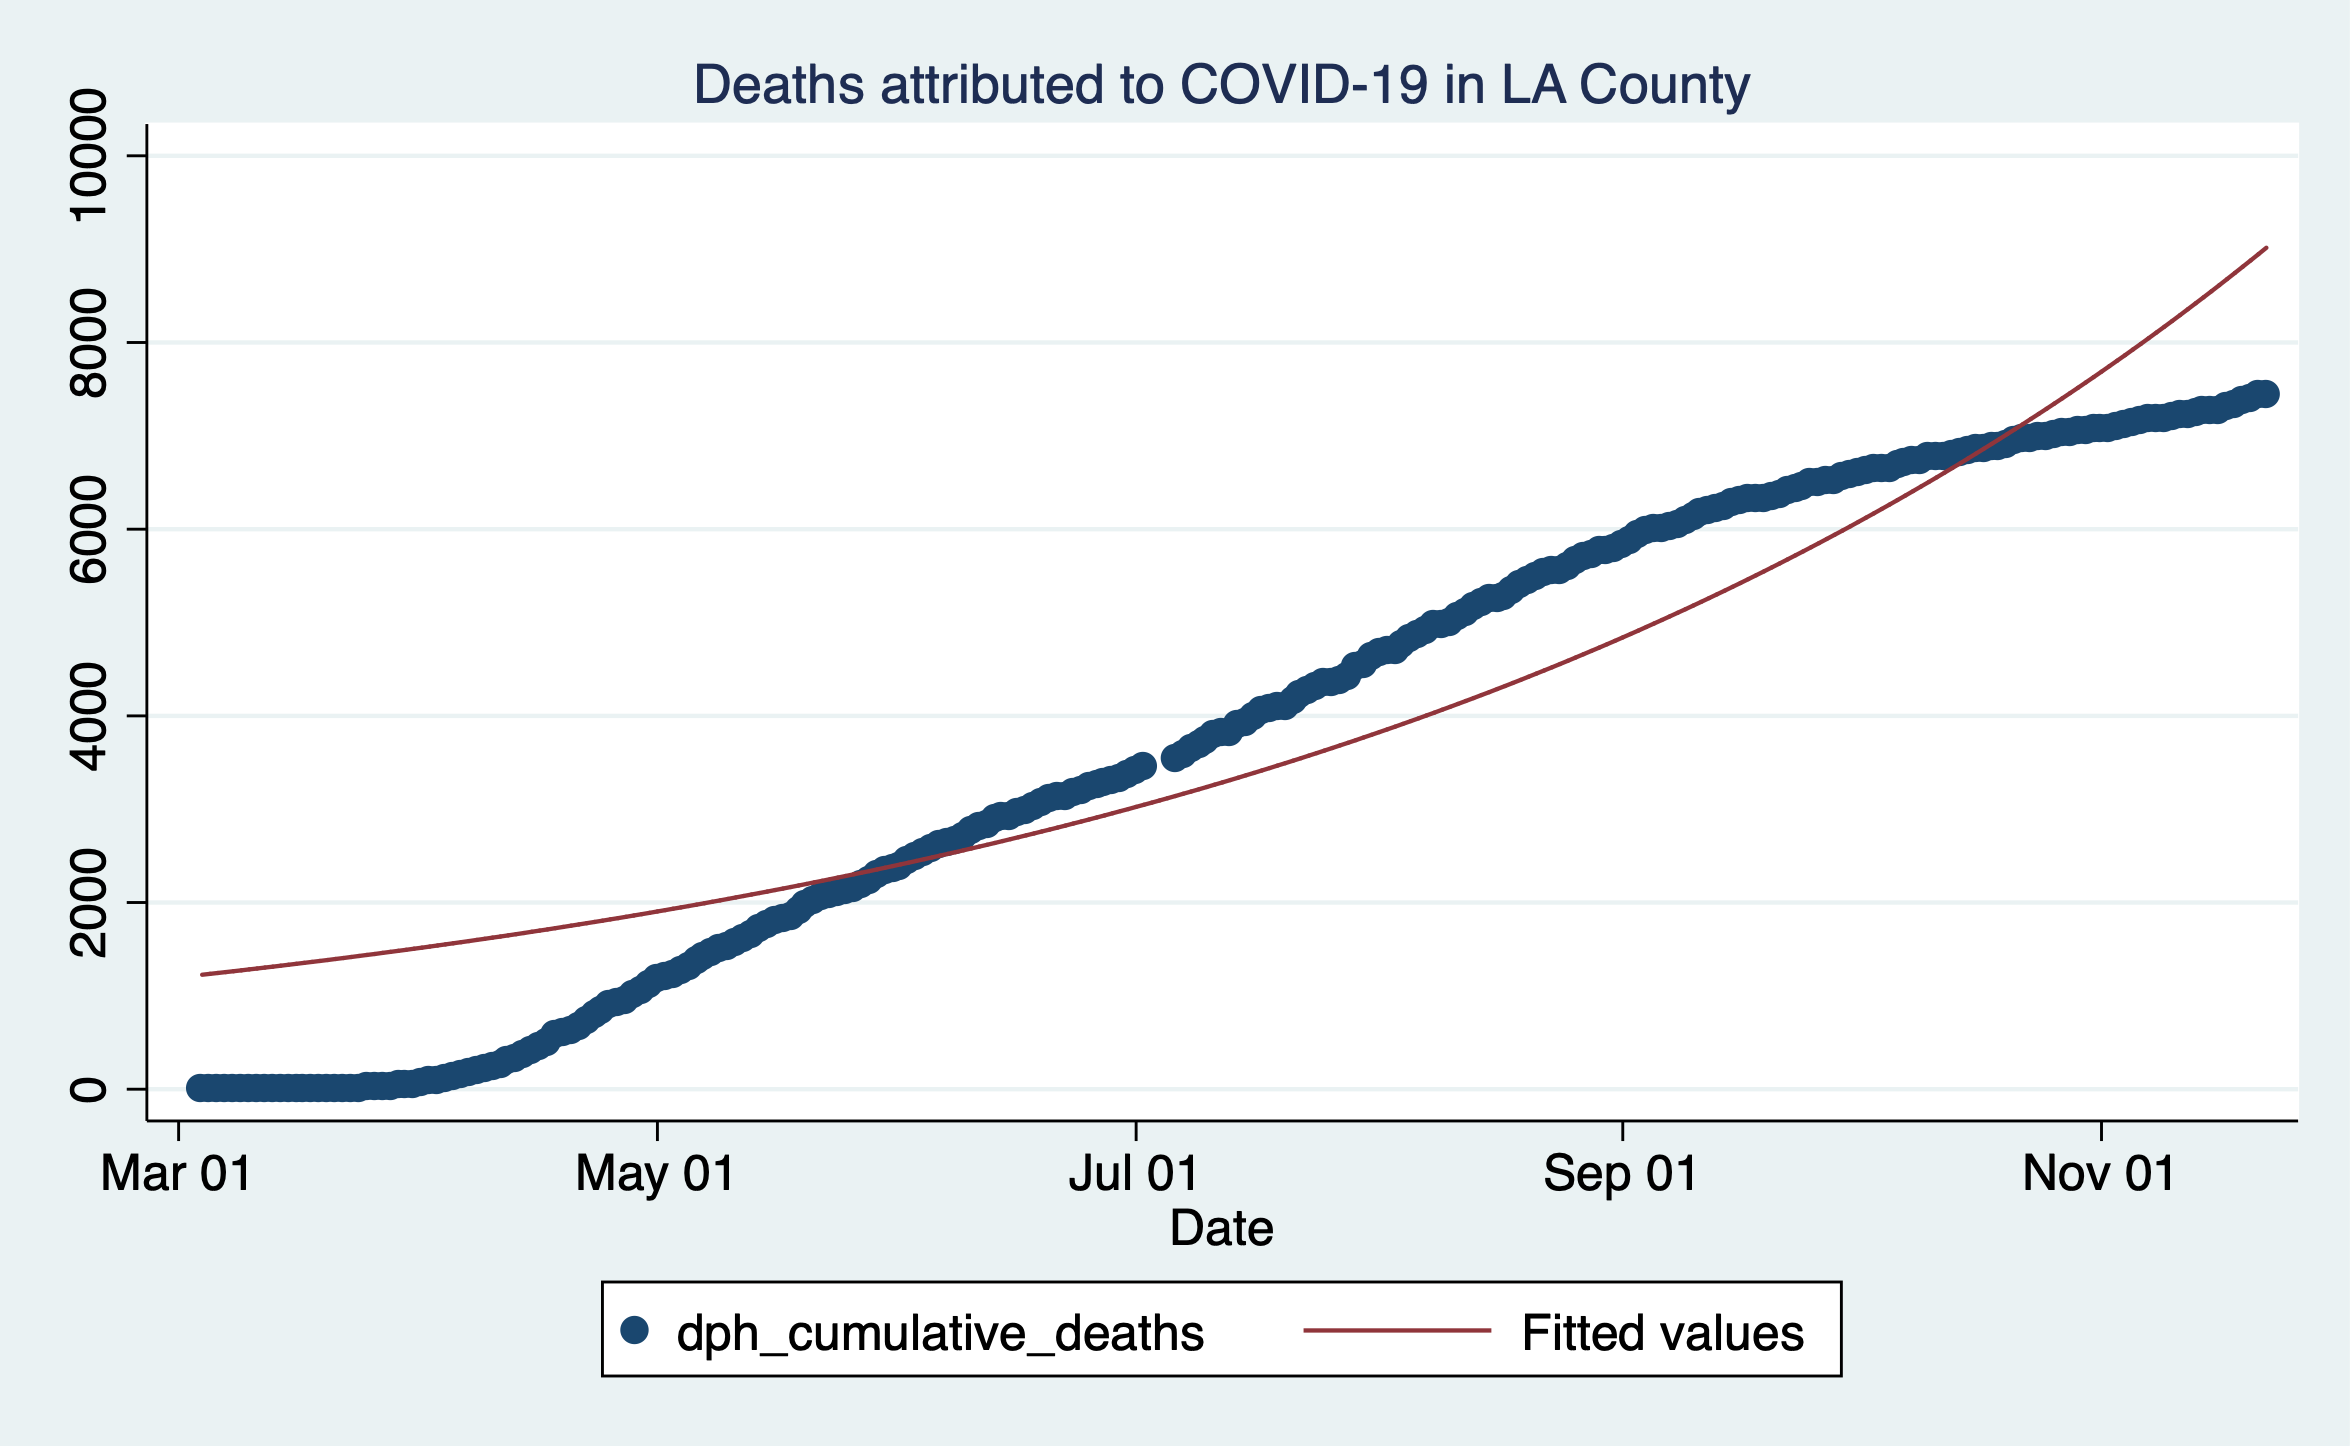 Deaths attributed to COVID-19 in LA County
10000
8000
6000
4000
2000
0
Mar 01 May 01 Jul 01 Sep 01 Nov 01
Date
dph_cumulative_deaths Fitted values